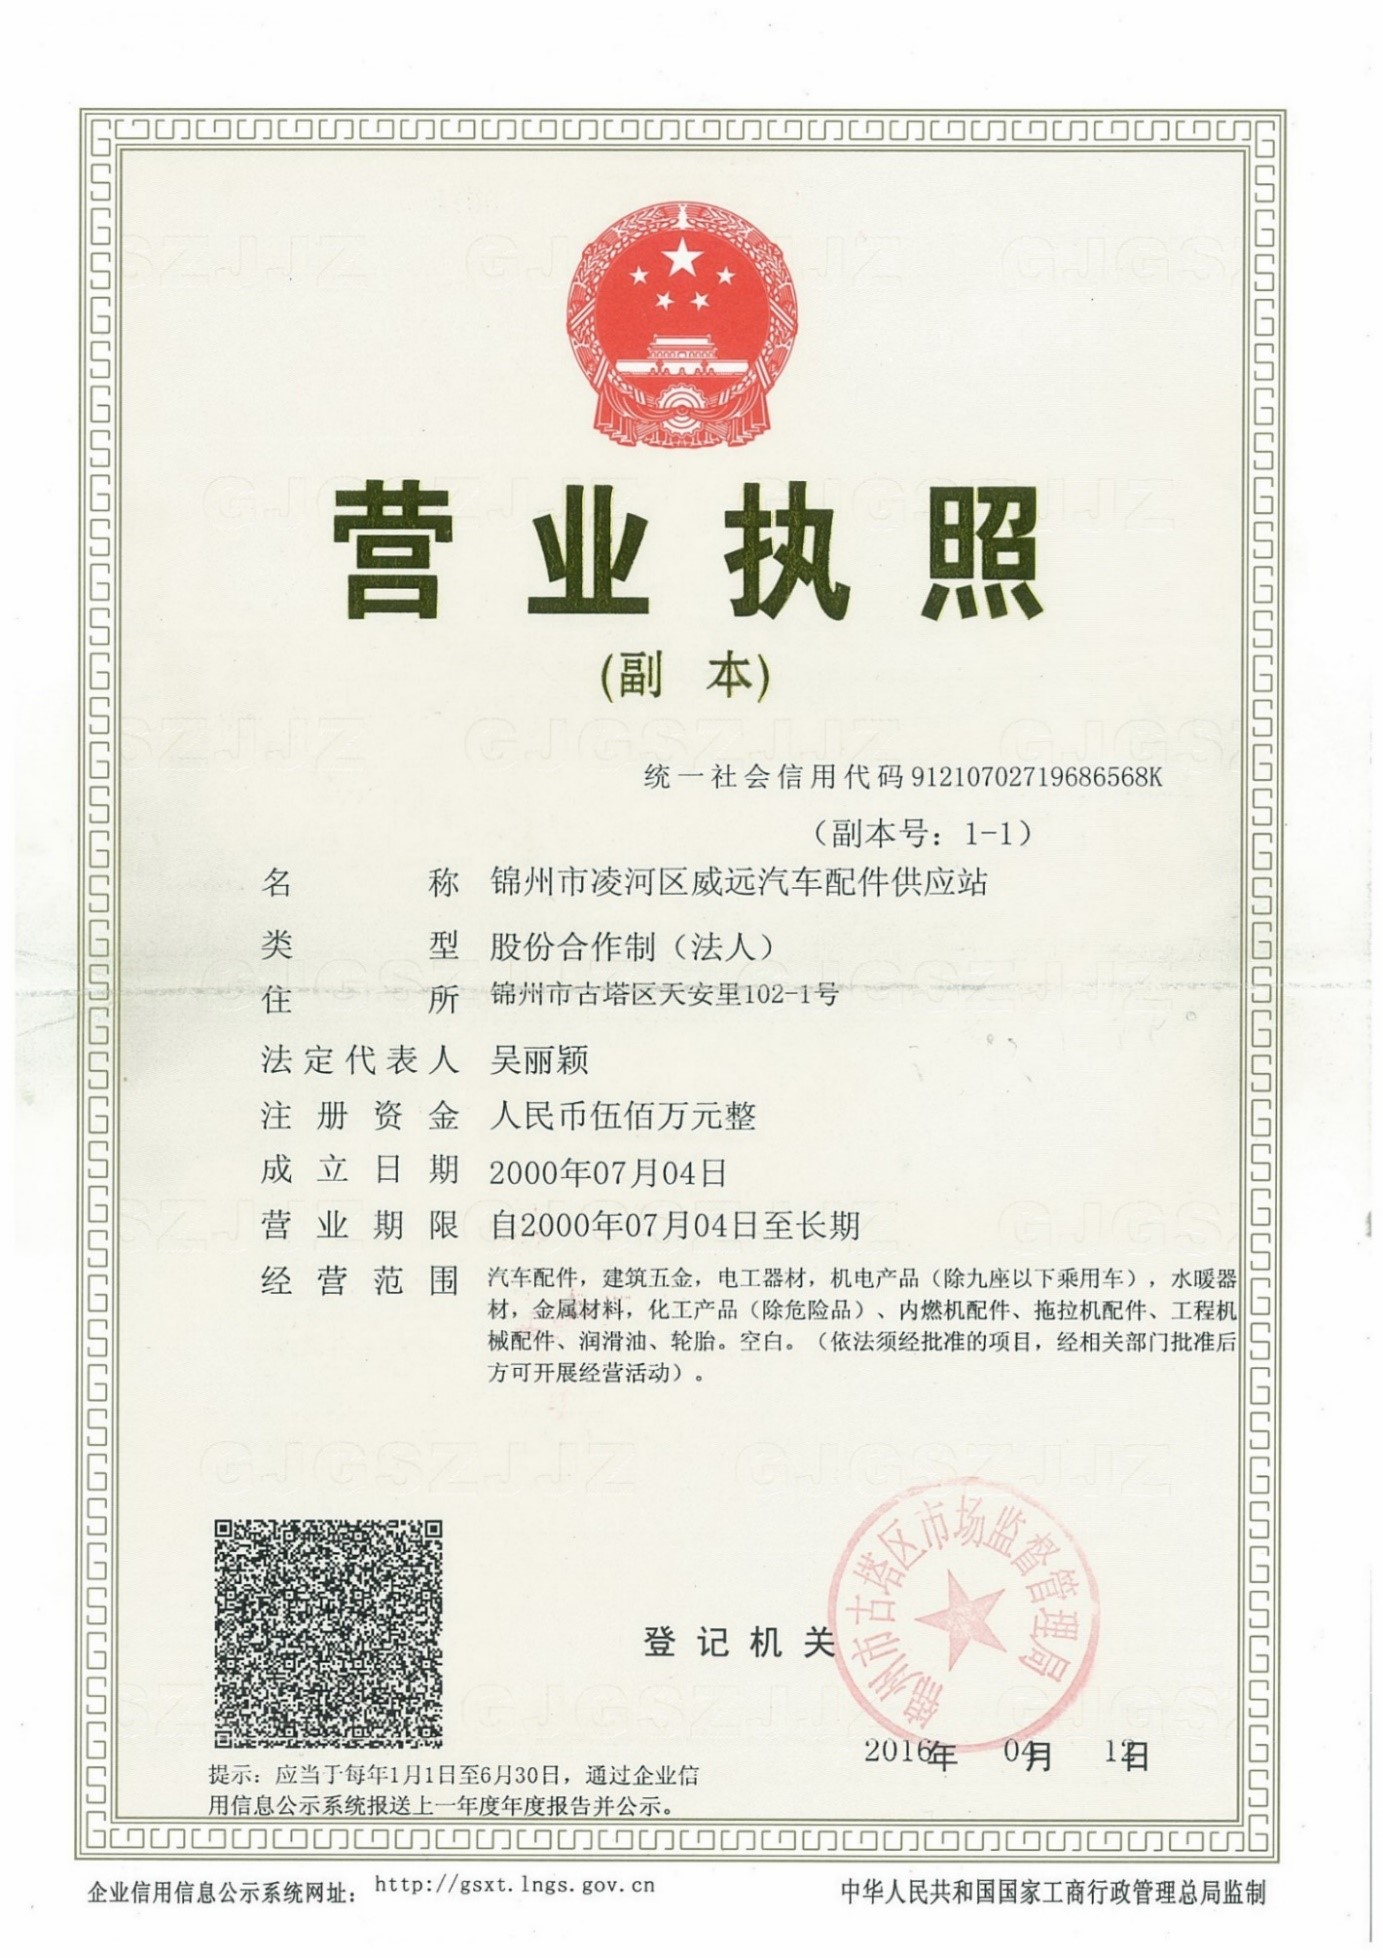 营业执照
(副 本)
统一社会信用代码912107027196865​68K
（副本号：1-1）
名 称 锦州市凌河区威远汽车配件供应站
类 型 股份合作制（法人）
住 所 锦州市古塔区天安里102-1号
法定代表人 吴丽颖
注册资金 人民币伍佰万元整
成立日期 2000年07月04日
营业期限 自2000年07月04日至长期
经营范围 汽车配件，建筑五金，电工器材，机电产品（除九座以下乘用车），水暖器
材，金属材料，化工产品（除危险品）、内燃机配件、拖拉机配件、工程机
械配件、润滑油、轮胎。空白。（依法须经批准的项目，经相关部门批准后
方可开展经营活动）。
登记机关
锦州市古塔区市场监督管理局
2016年 04月 12日
提示：应当于每年1月1日至6月30日，通过企业信
用信息公示系统报送上一年度年度报告并公示。
企业信用信息公示系统网址： http://gsxt.lngs.gov.cn
中华人民共和国国家工商行政管理总局监制